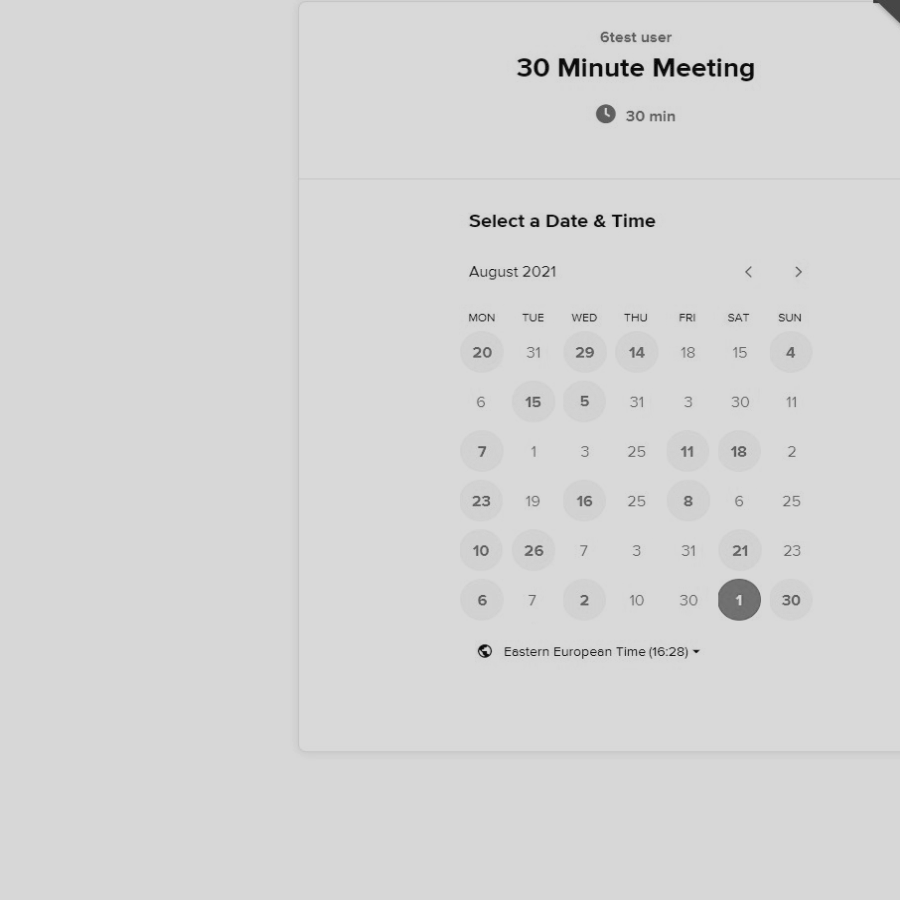 6test user
30 Minute Meeting
30 min
Select a Date & Time
August 2021
MON TUE WED THU FRI SAT SUN
20 31 29 14 18 15 4
6 15 5 31 3 30 11
7 1 3 25 11 18 2
23 19 16 25 8 6 25
10 26 7 3 31 21 23
6 7 2 10 30 1 30
Eastern European Time (16:28)